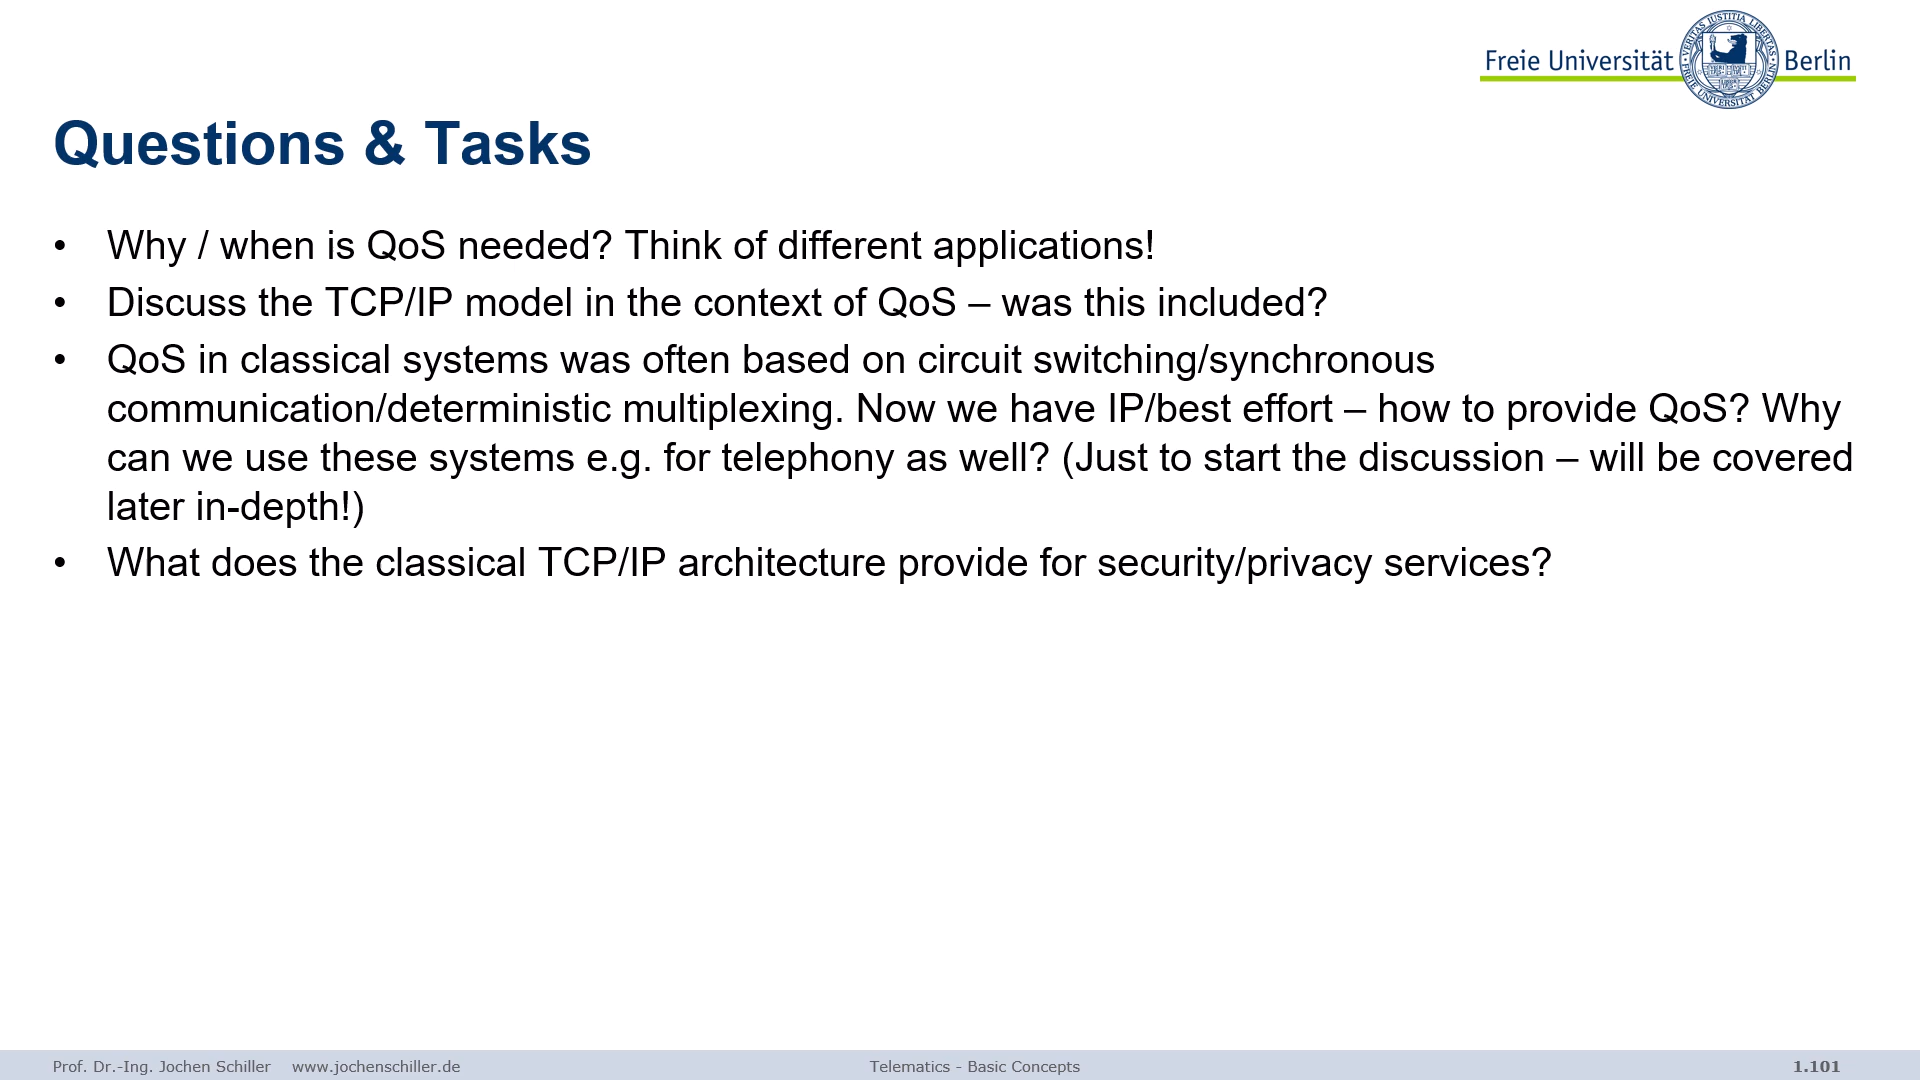 Freie Universität Berlin
Questions & Tasks
• Why / when is QoS needed? Think of different applications!
• Discuss the TCP/IP model in the context of QoS – was this included?
• QoS in classical systems was often based on circuit switching/synchronous
communication/deterministic multiplexing. Now we have IP/best effort – how to provide QoS? Why
can we use these systems e.g. for telephony as well? (Just to start the discussion – will be covered
later in-depth!)
• What does the classical TCP/IP architecture provide for security/privacy services?
Prof. Dr.-Ing. Jochen Schiller www.jochenschiller.de Telematics - Basic Concepts 1.101